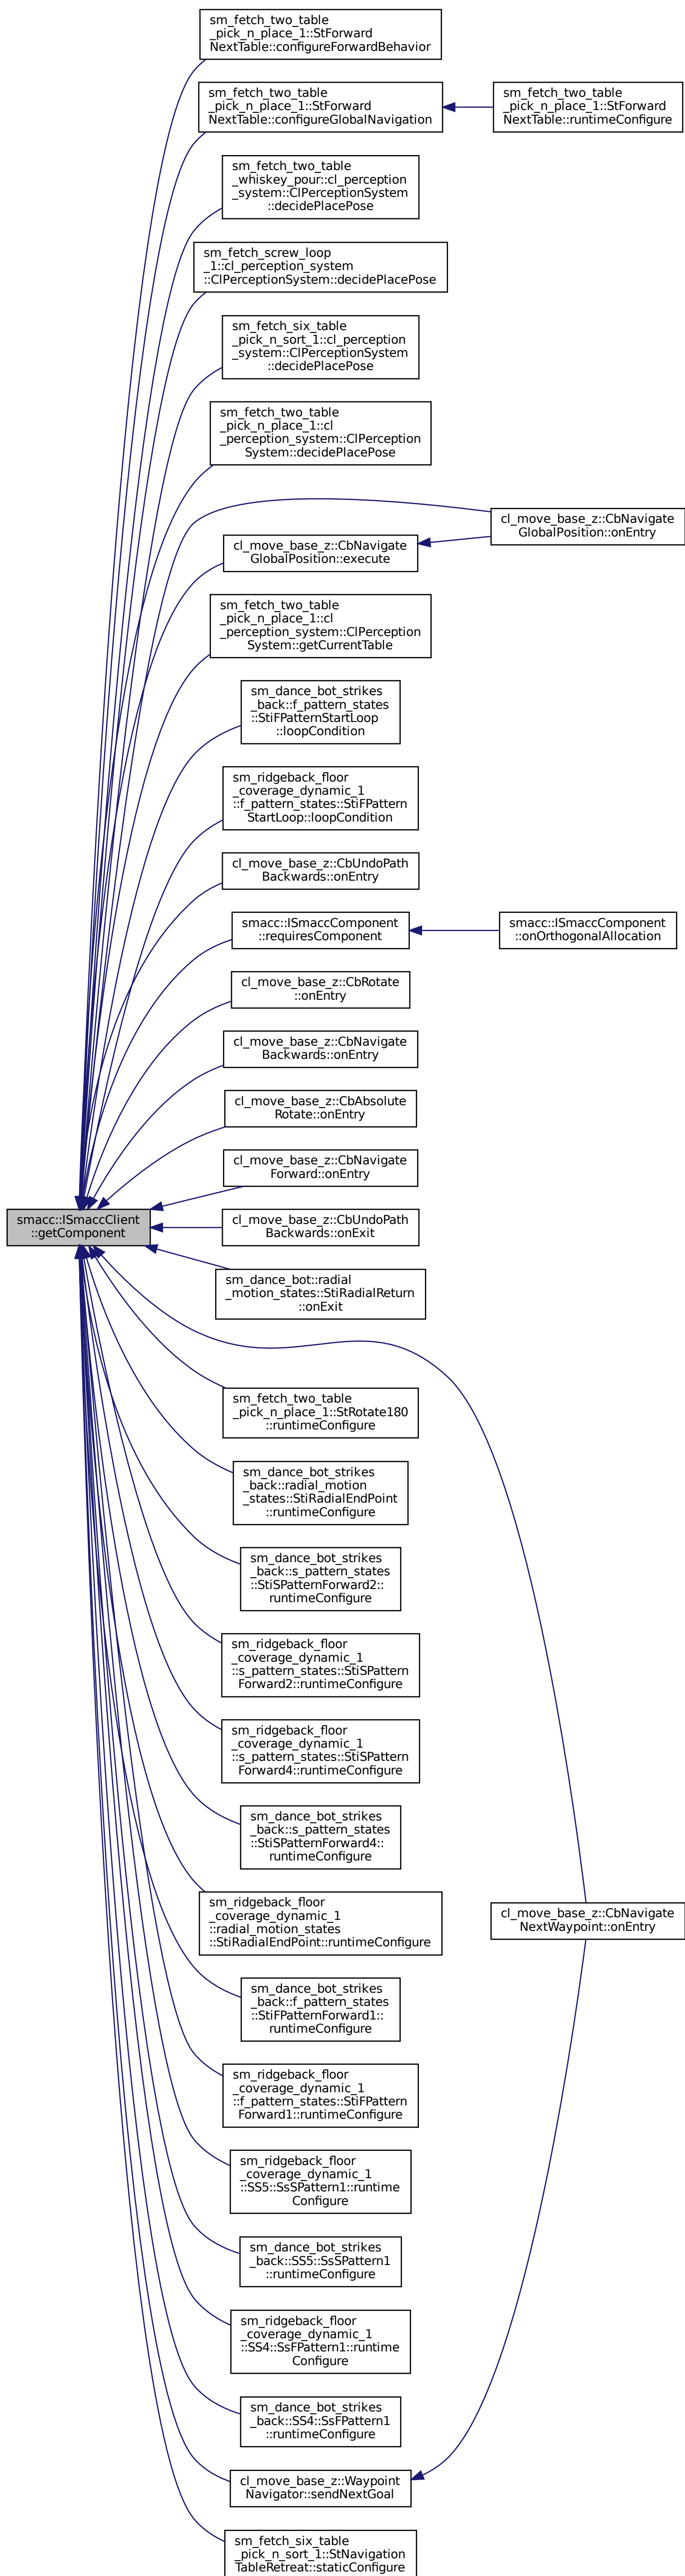 sm_fetch_two_table
_pick_n_place_1::StForward
NextTable::configureForwardBehavior
sm_fetch_two_table
_pick_n_place_1::StForward
NextTable::configureGlobalNavigation
sm_fetch_two_table
_pick_n_place_1::StForward
NextTable::runtimeConfigure
sm_fetch_two_table
_whiskey_pour::cl_perception
_system::ClPerceptionSystem
::decidePlacePose
sm_fetch_screw_loop
_1::cl_perception_system
::ClPerceptionSystem::decidePlacePose
sm_fetch_six_table
_pick_n_sort_1::cl_perception
_system::ClPerceptionSystem
::decidePlacePose
sm_fetch_two_table
_pick_n_place_1::cl
_perception_system::ClPerception
System::decidePlacePose
cl_move_base_z::CbNavigate
GlobalPosition::onEntry
cl_move_base_z::CbNavigate
GlobalPosition::execute
sm_fetch_two_table
_pick_n_place_1::cl
_perception_system::ClPerception
System::getCurrentTable
sm_dance_bot_strikes
_back::f_pattern_states
::StiFPatternStartLoop
::loopCondition
sm_ridgeback_floor
_coverage_dynamic_1
::f_pattern_states::StiFPattern
StartLoop::loopCondition
cl_move_base_z::CbUndoPath
Backwards::onEntry
smacc::ISmaccComponent
::requiresComponent
smacc::ISmaccComponent
::onOrthogonalAllocation
cl_move_base_z::CbRotate
::onEntry
cl_move_base_z::CbNavigate
Backwards::onEntry
cl_move_base_z::CbAbsolute
Rotate::onEntry
cl_move_base_z::CbNavigate
Forward::onEntry
smacc::ISmaccClient
::getComponent
cl_move_base_z::CbUndoPath
Backwards::onExit
sm_dance_bot::radial
_motion_states::StiRadialReturn
::onExit
sm_fetch_two_table
_pick_n_place_1::StRotate180
::runtimeConfigure
sm_dance_bot_strikes
_back::radial_motion
_states::StiRadialEndPoint
::runtimeConfigure
sm_dance_bot_strikes
_back::s_pattern_states
::StiSPatternForward2::
runtimeConfigure
sm_ridgeback_floor
_coverage_dynamic_1
::s_pattern_states::StiSPattern
Forward2::runtimeConfigure
sm_ridgeback_floor
_coverage_dynamic_1
::s_pattern_states::StiSPattern
Forward4::runtimeConfigure
sm_dance_bot_strikes
_back::s_pattern_states
::StiSPatternForward4::
runtimeConfigure
sm_ridgeback_floor
_coverage_dynamic_1
::radial_motion_states
::StiRadialEndPoint::runtimeConfigure
cl_move_base_z::CbNavigate
NextWaypoint::onEntry
sm_dance_bot_strikes
_back::f_pattern_states
::StiFPatternForward1::
runtimeConfigure
sm_ridgeback_floor
_coverage_dynamic_1
::f_pattern_states::StiFPattern
Forward1::runtimeConfigure
sm_ridgeback_floor
_coverage_dynamic_1
::SS5::SsSPattern1::runtime
Configure
sm_dance_bot_strikes
_back::SS5::SsSPattern1
::runtimeConfigure
sm_ridgeback_floor
_coverage_dynamic_1
::SS4::SsFPattern1::runtime
Configure
sm_dance_bot_strikes
_back::SS4::SsFPattern1
::runtimeConfigure
cl_move_base_z::Waypoint
Navigator::sendNextGoal
sm_fetch_six_table
_pick_n_sort_1::StNavigation
TableRetreat::staticConfigure